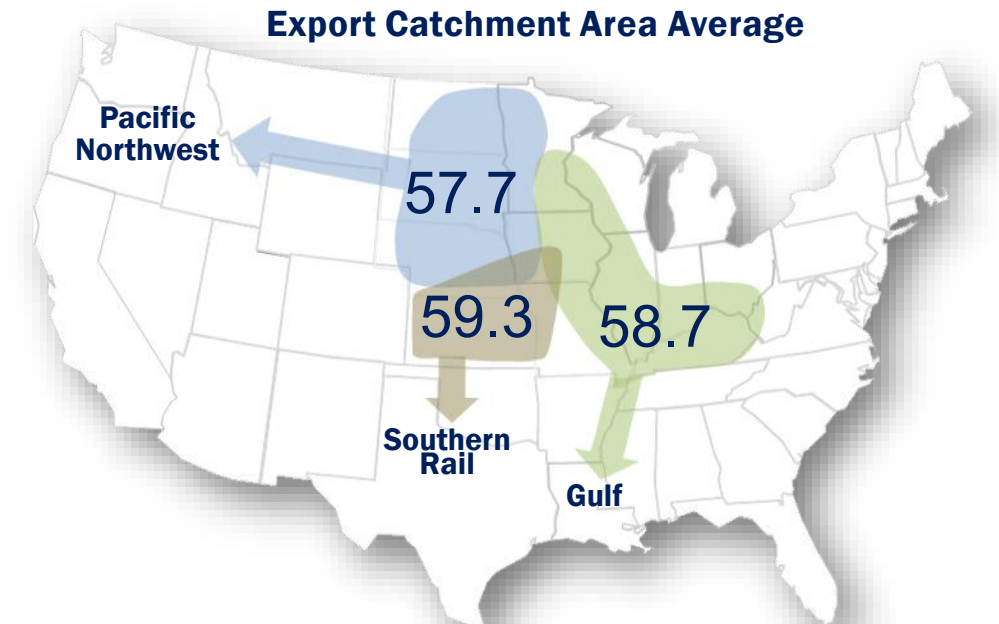 Export Catchment Area Average
Pacific
Northwest
57.7
59.3
58.7
Southern
Rail
Gulf